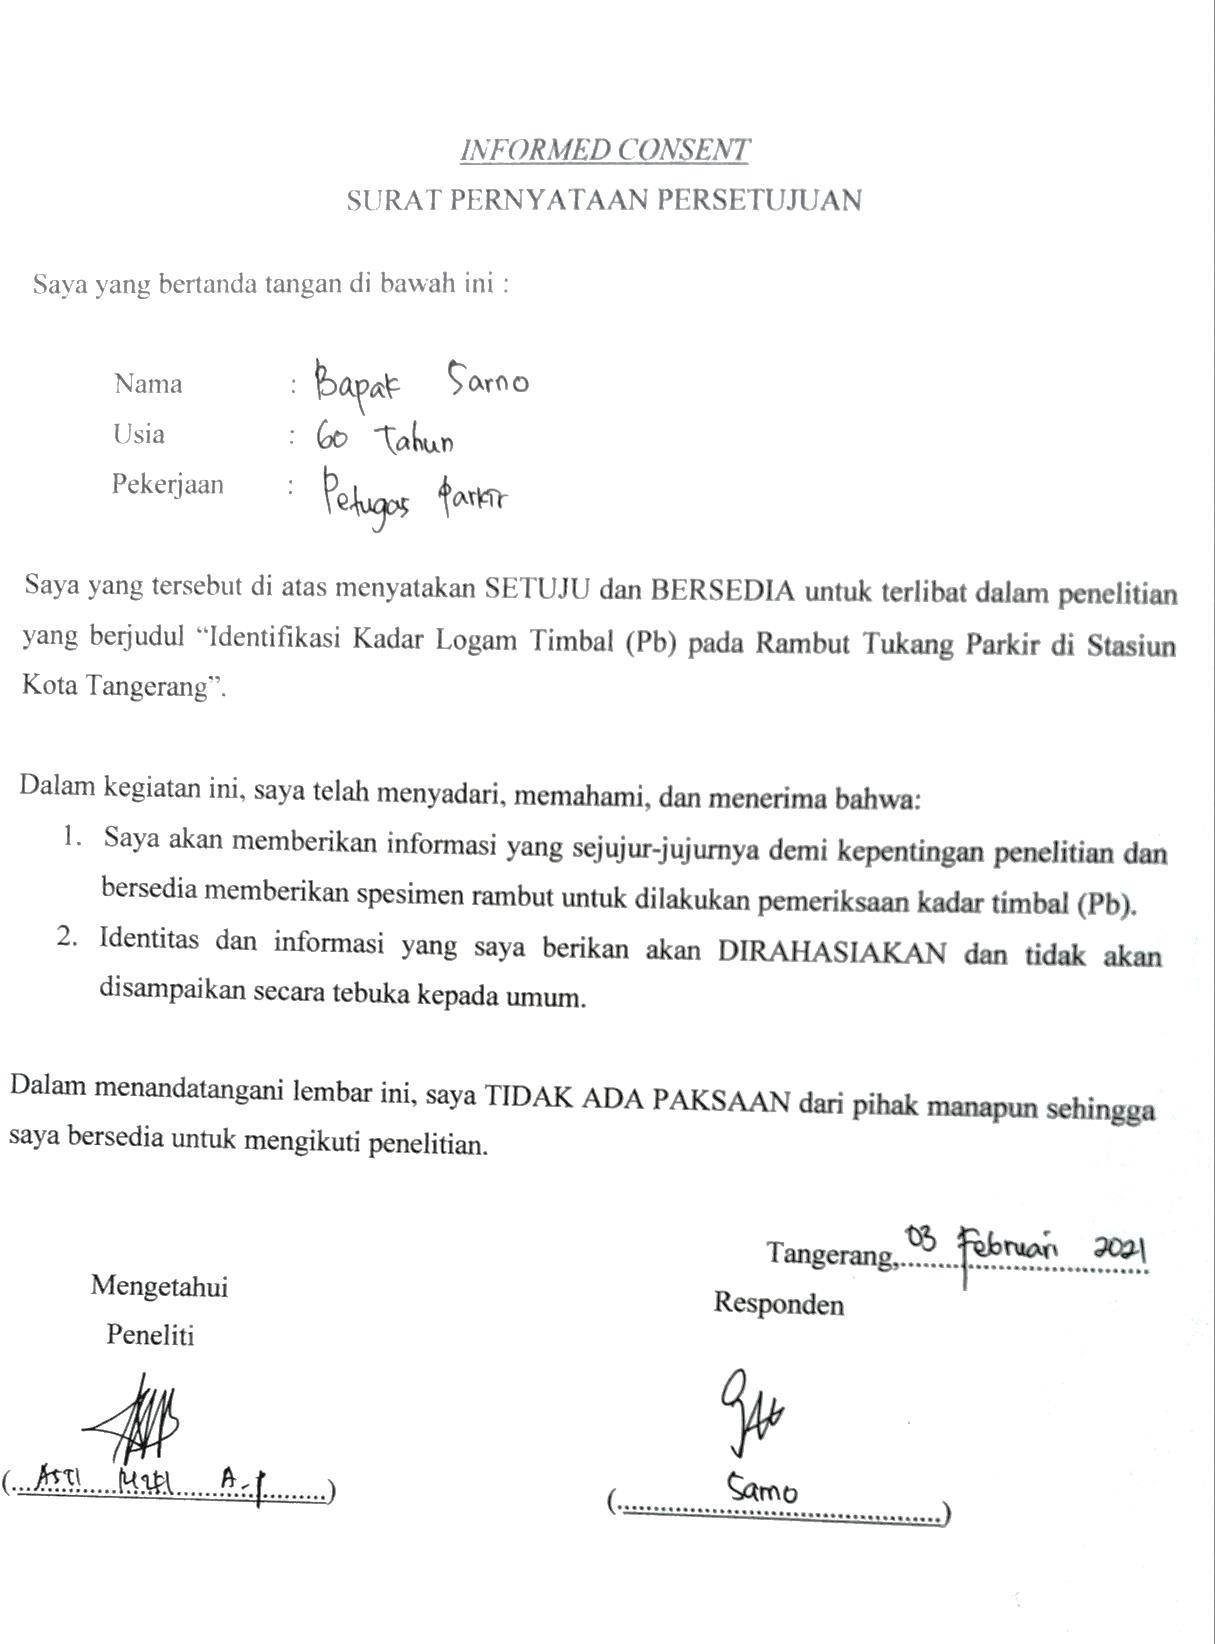 INFORMED CONSENT
SURAT PERNYATAAN PERSETUJUAN
Saya yang bertanda tangan di bawah ini :
Nama : Bapak Sarno
Usia : 60 Tahun
Pekerjaan : Petugas Parkir
Saya yang tersebut di atas menyatakan SETUJU dan BERSEDIA untuk terlibat dalam penelitian
yang berjudul “Identifikasi Kadar Logam Timbal (Pb) pada Rambut Tukang Parkir di Stasiun
Kota Tangerang”.
Dalam kegiatan ini, saya telah menyadari, memahami, dan menerima bahwa:
1. Saya akan memberikan informasi yang sejujur-jujurnya demi kepentingan penelitian dan
bersedia memberikan spesimen rambut untuk dilakukan pemeriksaan kadar timbal (Pb).
2. Identitas dan informasi yang saya berikan akan DIRAHASIAKAN dan tidak akan
disampaikan secara tebuka kepada umum.
Dalam menandatangani lembar ini, saya TIDAK ADA PAKSAAN dari pihak manapun sehingga
saya bersedia untuk mengikuti penelitian.
Tangerang, 03 Februari 2021
Mengetahui
Responden
Peneliti
(Asti A.P)
(Sarno)